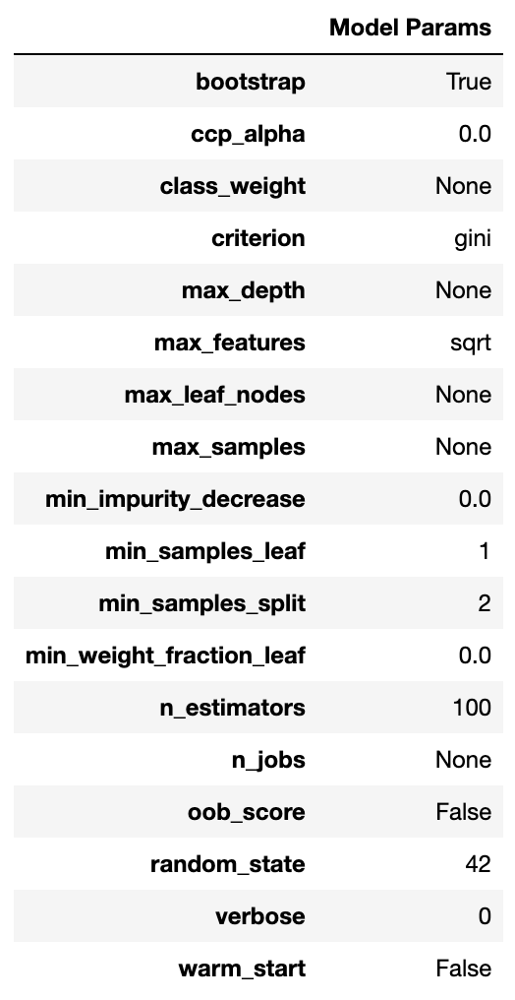 Model Params
bootstrap True
ccp_alpha 0.0
class_weight None
criterion gini
max_depth None
max_features sqrt
max_leaf_nodes None
max_samples None
min_impurity_decrease 0.0
min_samples_leaf 1
min_samples_split 2
min_weight_fraction_leaf 0.0
n_estimators 100
n_jobs None
oob_score False
random_state 42
verbose 0
warm_start False